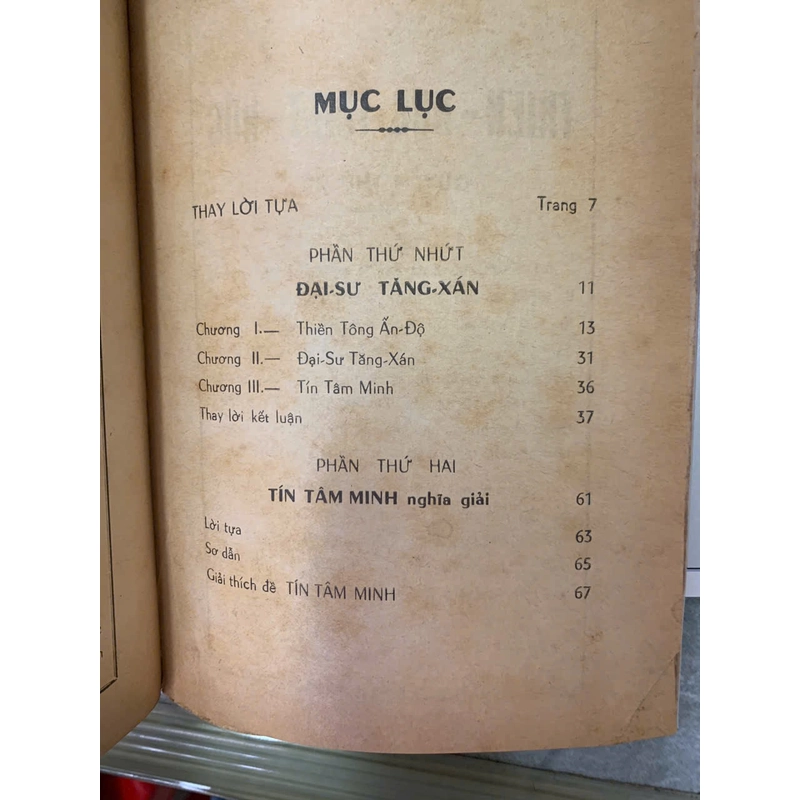 MỤC LỤC
THAY LỜI TỰA Trang 7
PHẦN THỨ NHỨT
ĐẠI-SƯ TĂNG-XÁN 11
Chương I.— Thiền Tông Ấn-Độ 13
Chương II.— Đại-Sư Tăng-Xán 31
Chương III.— Tín Tâm Minh 36
Thay lời kết luận 37
PHẦN THỨ HAI
TÍN TÂM MINH nghĩa giải 61
Lời tựa 63
Sơ dẫn 65
Giải thích đề TÍN TÂM MINH 67